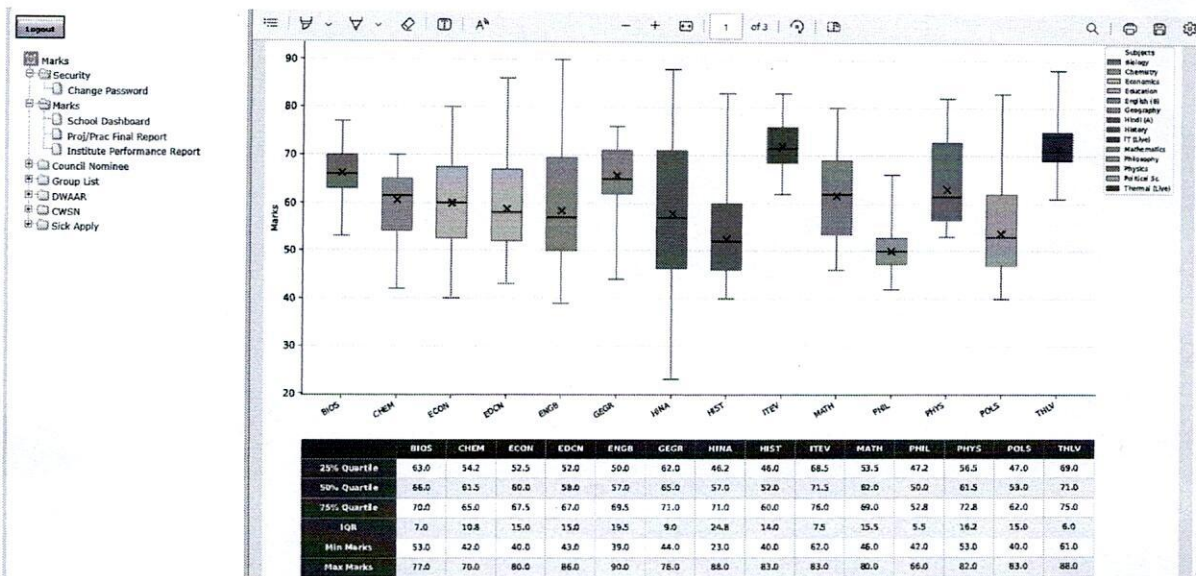 Logout
Marks
Security
Change Password
Marks
School Dashboard
Proj/Prac Final Report
Institute Performance Report
Council Nominee
Group List
DWAAR
CWSN
Sick Apply
1 of 3
Marks
90
80
70
60
50
40
30
20
BIOS CHEM ECON EDCN ENGB GEGR HINA HIST ITEV MATH PHIL PHYS POLS THLV
Subjects
Biology
Chemistry
Economics
Education
English (B)
Geography
Hindi (A)
History
IT (Live)
Mathematics
Philosophy
Physics
Political Sc.
Thermal (Live)
BIOS CHEM ECON EDCN ENGB GEGR HINA HIST ITEV MATH PHIL PHYS POLS THLV
25% Quartile 63.0 54.2 52.5 52.0 50.0 62.0 46.2 46.0 68.5 53.5 47.2 56.5 47.0 69.0
50% Quartile 66.0 61.5 60.0 58.0 57.0 65.0 57.0 52.0 71.5 62.0 50.0 61.5 53.0 71.0
75% Quartile 70.0 65.0 67.5 67.0 69.5 71.0 71.0 60.0 76.0 69.0 52.8 72.8 62.0 75.0
IQR 7.0 10.8 15.0 15.0 19.5 9.0 24.8 14.0 7.5 15.5 5.5 16.2 15.0 6.0
Min Marks 53.0 42.0 40.0 43.0 39.0 44.0 23.0 40.0 62.0 46.0 42.0 53.0 40.0 61.0
Max Marks 77.0 70.0 80.0 86.0 90.0 76.0 88.0 83.0 83.0 80.0 66.0 82.0 83.0 88.0